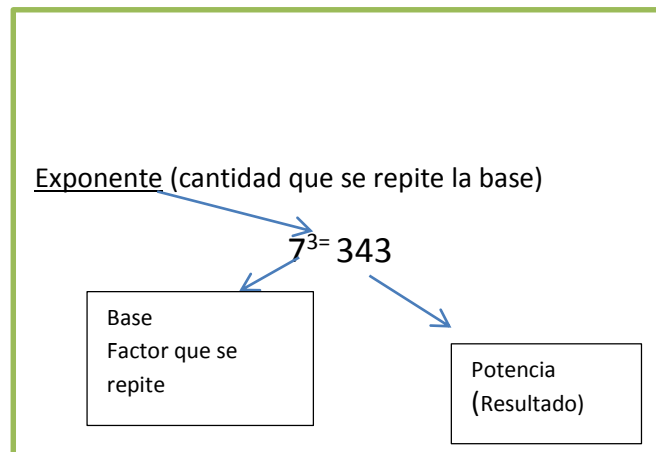 Exponente (cantidad que se repite la base)
7³⁼ 343
Base
Factor que se
repite
Potencia
(Resultado)